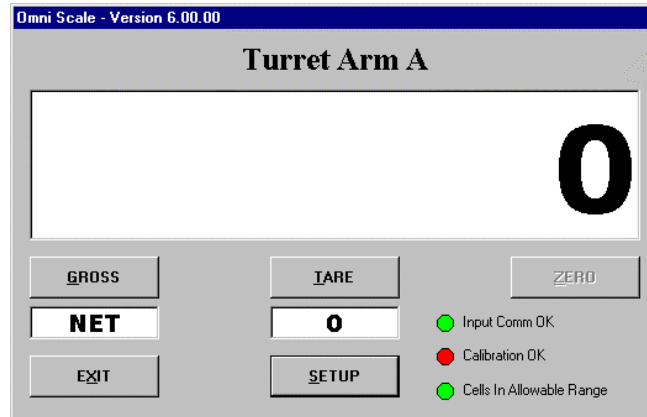 Omni Scale - Version 6.00.00
Turret Arm A
0
GROSS TARE ZERO
NET 0 Input Comm OK
Calibration OK
EXIT SETUP Cells In Allowable Range